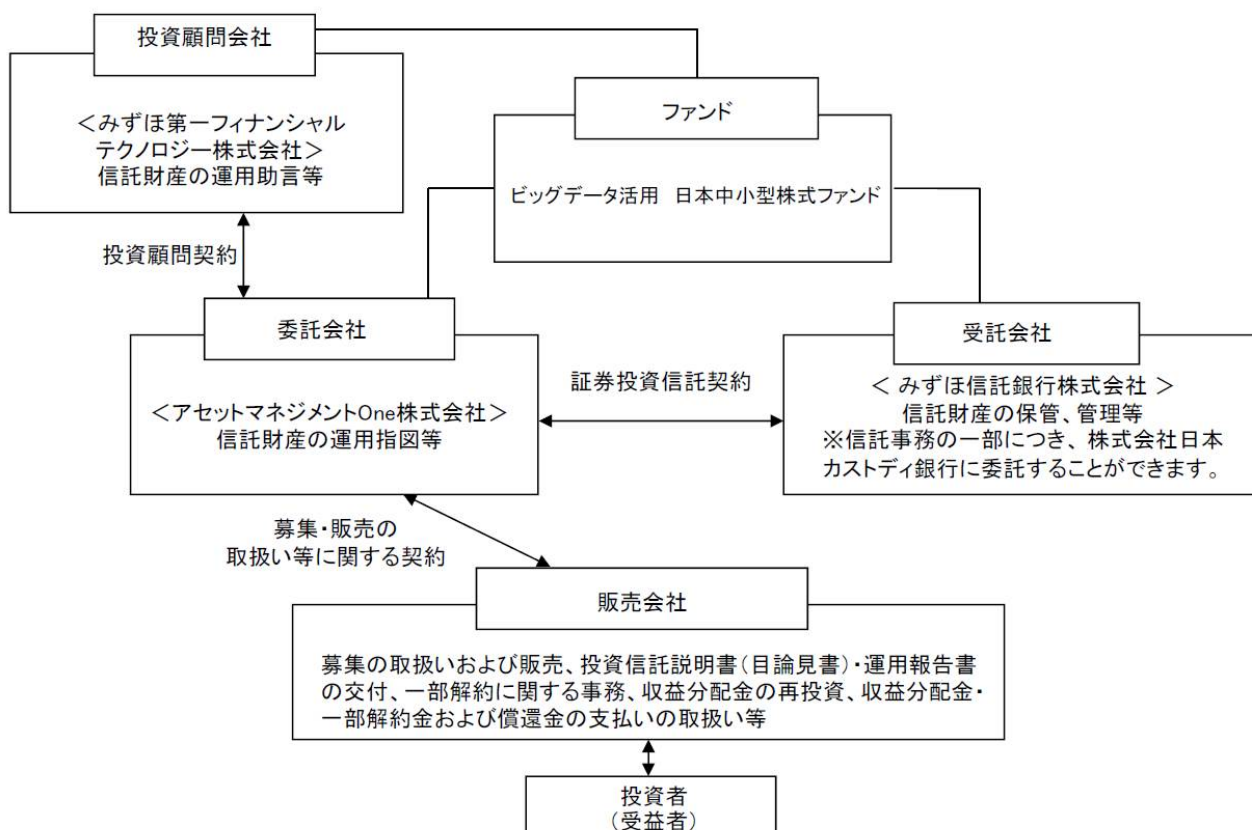 投資顧問会社
＜みずほ第一フィナンシャル
テクノロジー株式会社＞
信託財産の運用助言等
ファンド
ビッグデータ活用　日本中小型株式ファンド
投資顧問契約
委託会社
＜アセットマネジメントOne株式会社＞
信託財産の運用指図等
証券投資信託契約
受託会社
＜ みずほ信託銀行株式会社 ＞
信託財産の保管、管理等
※信託事務の一部につき、株式会社日本
カストディ銀行に委託することができます。
募集・販売の
取扱い等に関する契約
販売会社
募集の取扱いおよび販売、投資信託説明書（目論見書）・運用報告書
の交付、一部解約に関する事務、収益分配金の再投資、収益分配金・
一部解約金および償還金の支払いの取扱い等
投資者
（受益者）